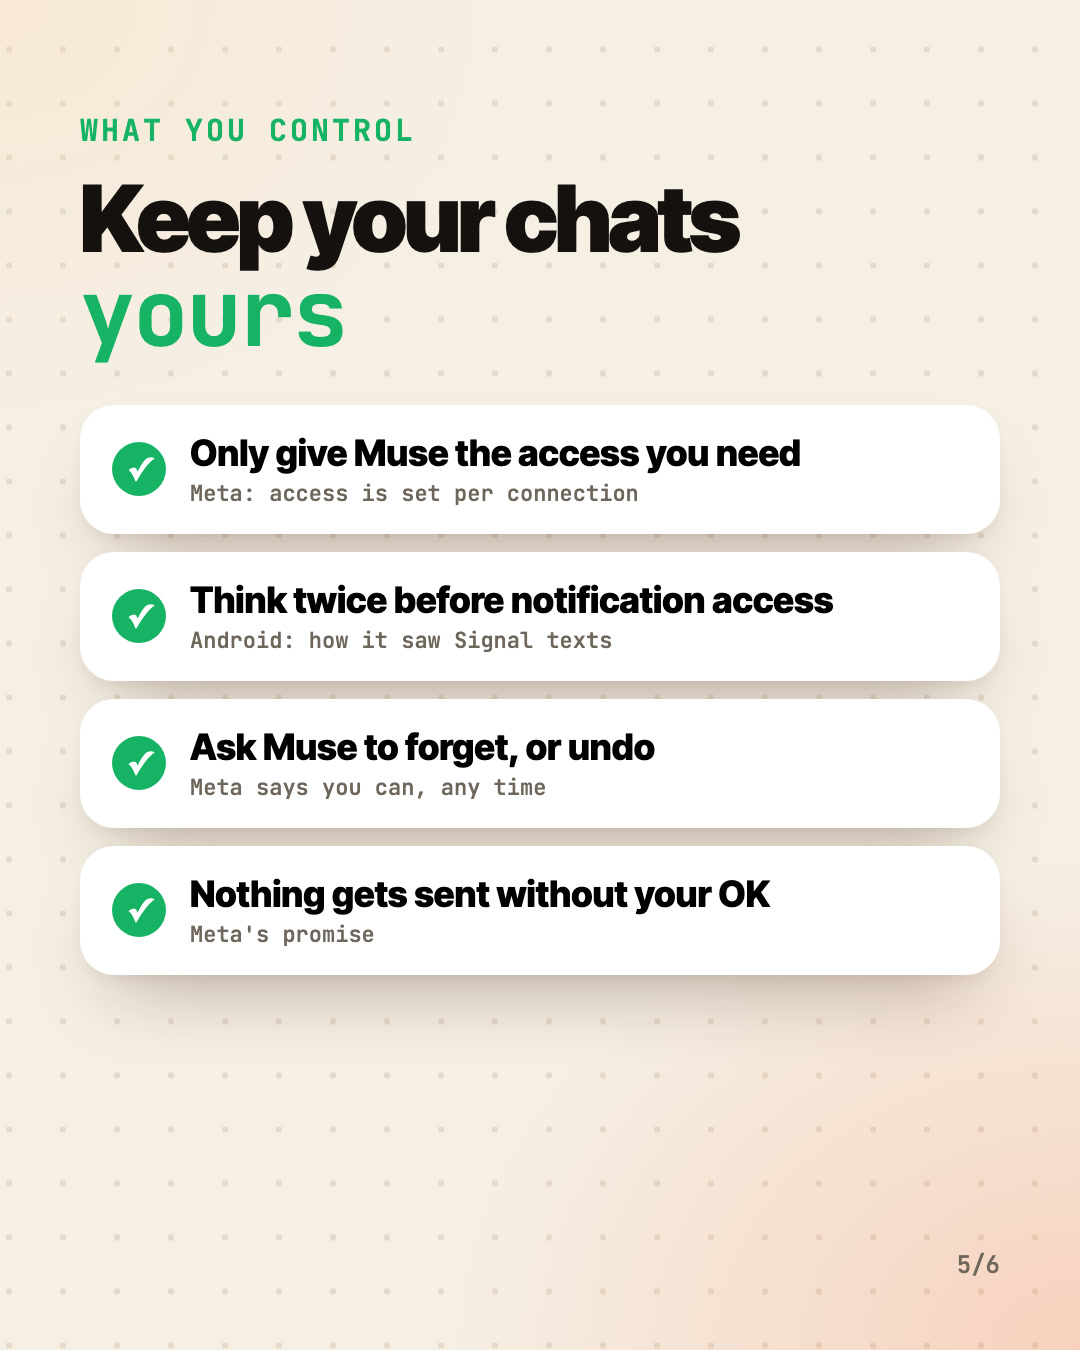 WHAT YOU CONTROL
Keep your chats
yours
Only give Muse the access you need
Meta: access is set per connection
Think twice before notification access
Android: how it saw Signal texts
Ask Muse to forget, or undo
Meta says you can, any time
Nothing gets sent without your OK
Meta's promise
5/6